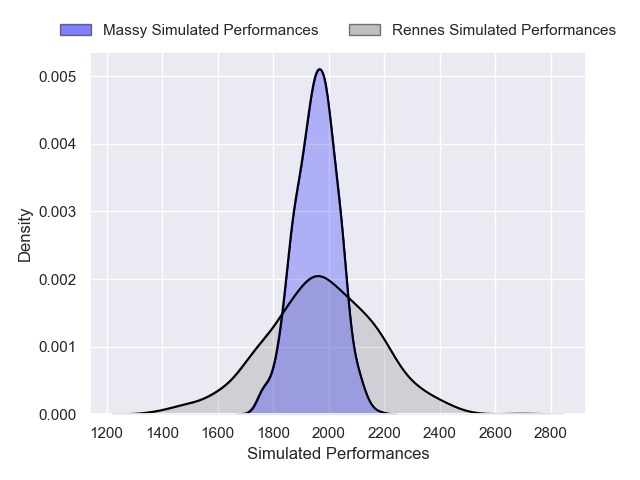 Massy Simulated Performances Rennes Simulated Performances
0.005
0.004
0.003
0.002
0.001
0.000
Density
1200 1400 1600 1800 2000 2200 2400 2600 2800
Simulated Performances